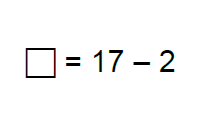 □ = 17 – 2